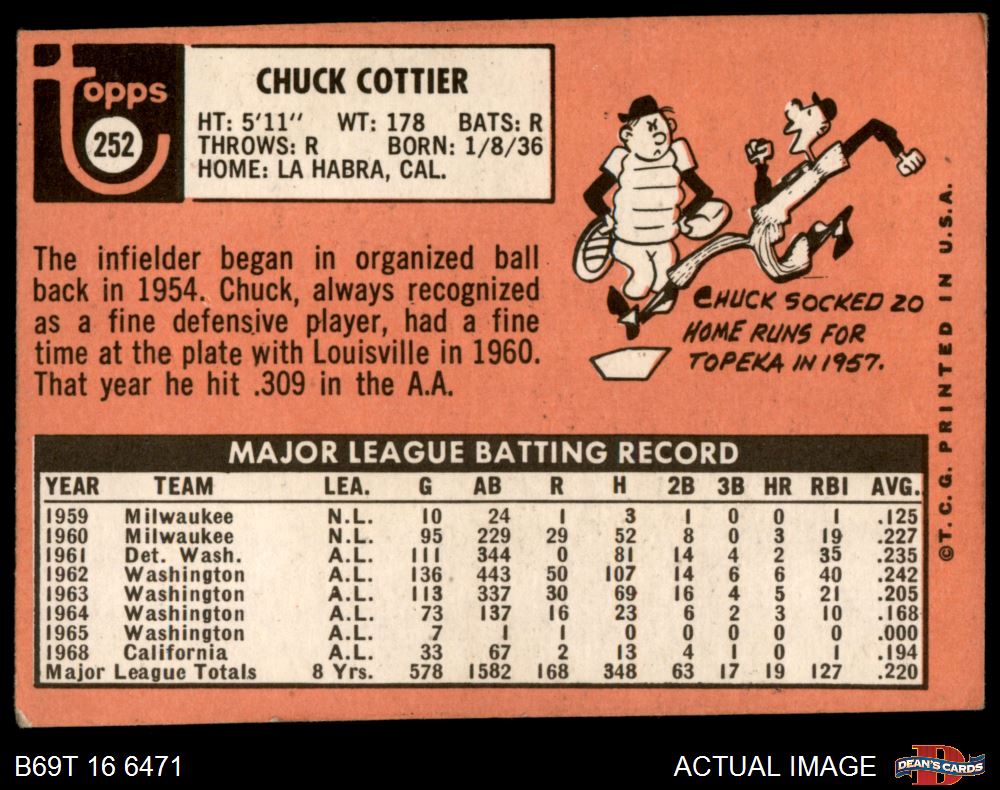 topps
252
CHUCK COTTIER
HT: 5'11" WT: 178 BATS: R
THROWS: R BORN: 1/8/36
HOME: LA HABRA, CAL.
The infielder began in organized ball
back in 1954. Chuck, always recognized
as a fine defensive player, had a fine
time at the plate with Louisville in 1960.
That year he hit .309 in the A.A.
CHUCK SOCKED 20
HOME RUNS FOR
TOPEKA IN 1957.
©T.C.G. PRINTED IN U.S.A.
MAJOR LEAGUE BATTING RECORD
YEAR TEAM LEA. G AB R H 2B 3B HR RBI AVG.
1959 Milwaukee N.L. 10 24 1 3 1 0 0 1 .125
1960 Milwaukee N.L. 95 229 29 52 8 0 3 19 .227
1961 Det. Wash. A.L. 111 344 0 81 14 4 2 35 .235
1962 Washington A.L. 136 443 50 107 14 6 6 40 .242
1963 Washington A.L. 113 337 30 69 16 4 5 21 .205
1964 Washington A.L. 73 137 16 23 6 2 3 10 .168
1965 Washington A.L. 7 1 1 0 0 0 0 0 .000
1968 California A.L. 33 67 2 13 4 1 0 1 .194
Major League Totals 8 Yrs. 578 1582 168 348 63 17 19 127 .220
B69T 16 6471
ACTUAL IMAGE
D
DEAN'S CARDS